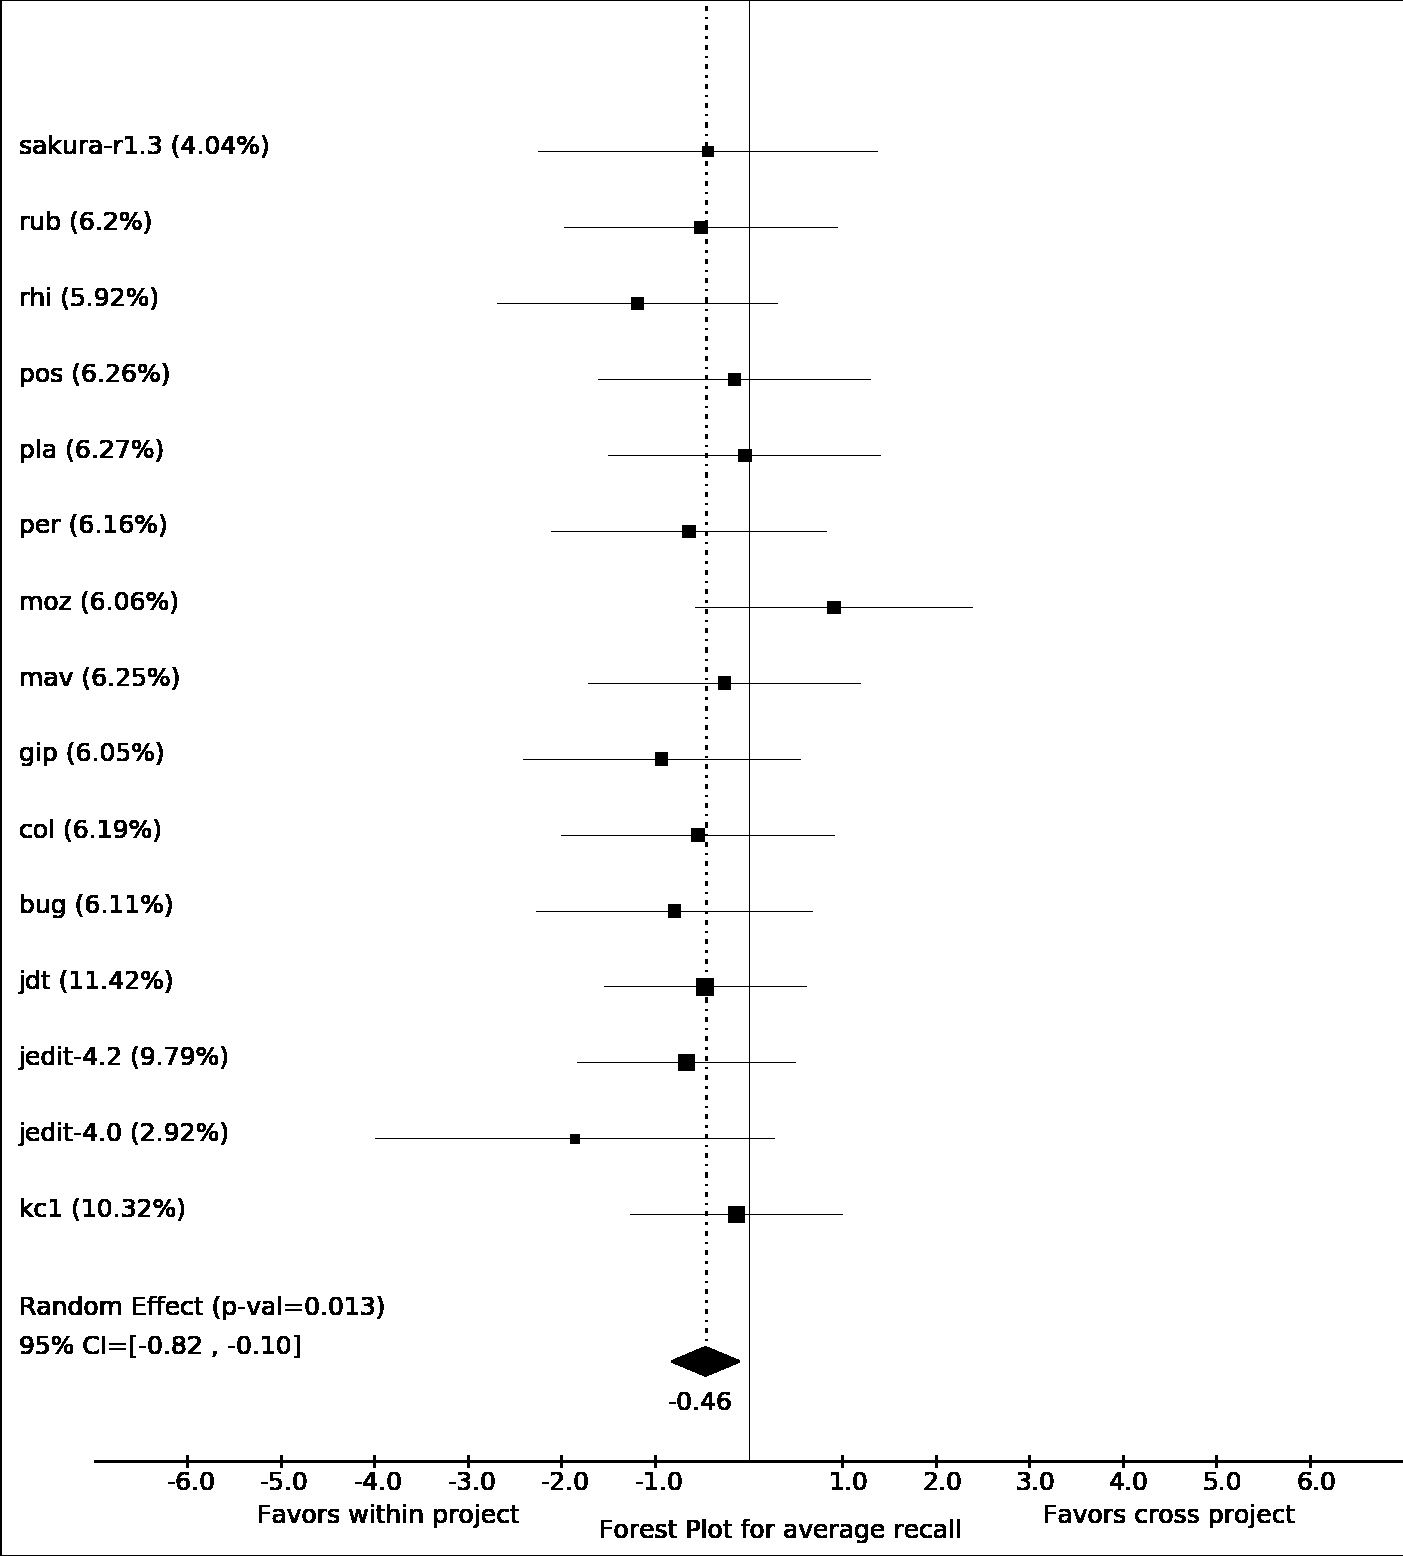 sakura-r1.3 (4.04%)
rub (6.2%)
rhi (5.92%)
pos (6.26%)
pla (6.27%)
per (6.16%)
moz (6.06%)
mav (6.25%)
gip (6.05%)
col (6.19%)
bug (6.11%)
jdt (11.42%)
jedit-4.2 (9.79%)
jedit-4.0 (2.92%)
kc1 (10.32%)
Random Effect (p-val=0.013)
95% CI=[-0.82 , -0.10]
-0.46
-6.0 -5.0 -4.0 -3.0 -2.0 -1.0 1.0 2.0 3.0 4.0 5.0 6.0
Favors within project Favors cross project
Forest Plot for average recall